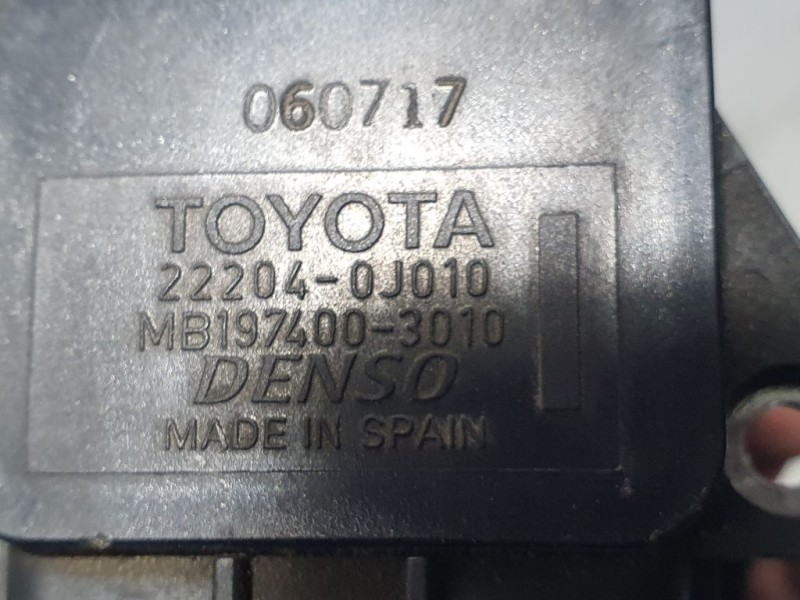 060717
TOYOTA
22204-0J010
MB197400-3010
DENSO
MADE IN SPAIN